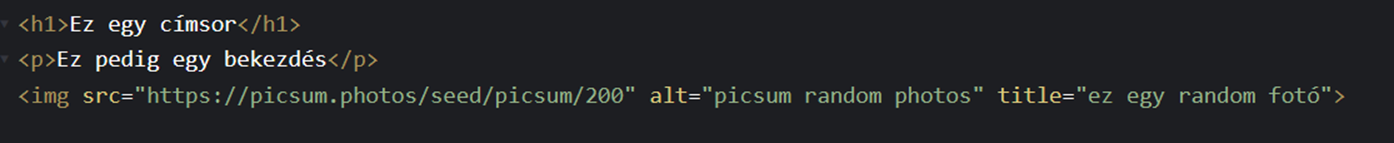 <h1>Ez egy címsor</h1>
<p>Ez pedig egy bekezdés</p>
<img src="https://picsum.photos/seed/picsum/200" alt="picsum random photos" title="ez egy random fotó">